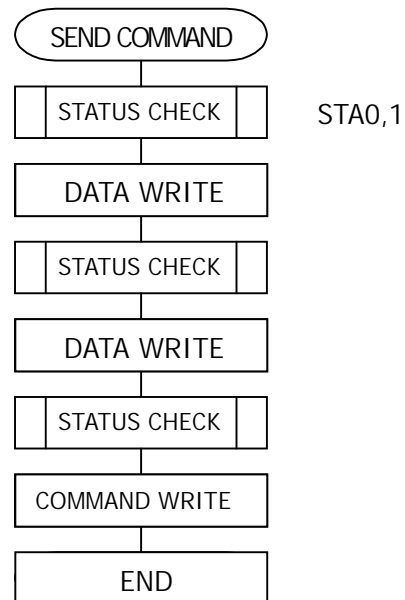 SEND COMMAND
STATUS CHECK STA0,1
DATA WRITE
STATUS CHECK
DATA WRITE
STATUS CHECK
COMMAND WRITE
END